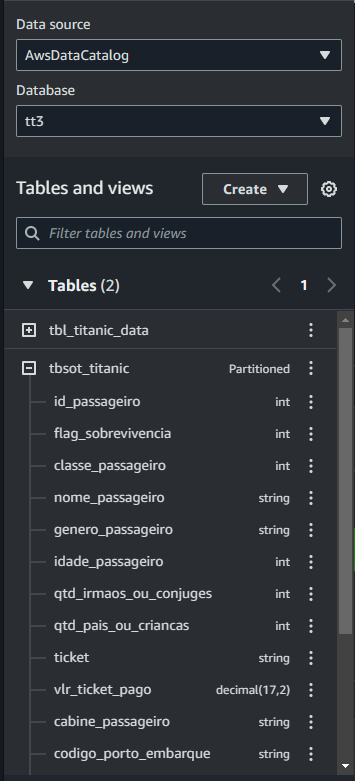 Data source
AwsDataCatalog
Database
tt3
Tables and views
Create
Filter tables and views
Tables (2)
1
tbl_titanic_data
tbsot_titanic Partitioned
id_passageiro int
flag_sobrevivencia int
classe_passageiro int
nome_passageiro string
genero_passageiro string
idade_passageiro int
qtd_irmaos_ou_conjuges int
qtd_pais_ou_criancas int
ticket string
vlr_ticket_pago decimal(17,2)
cabine_passageiro string
codigo_porto_embarque string